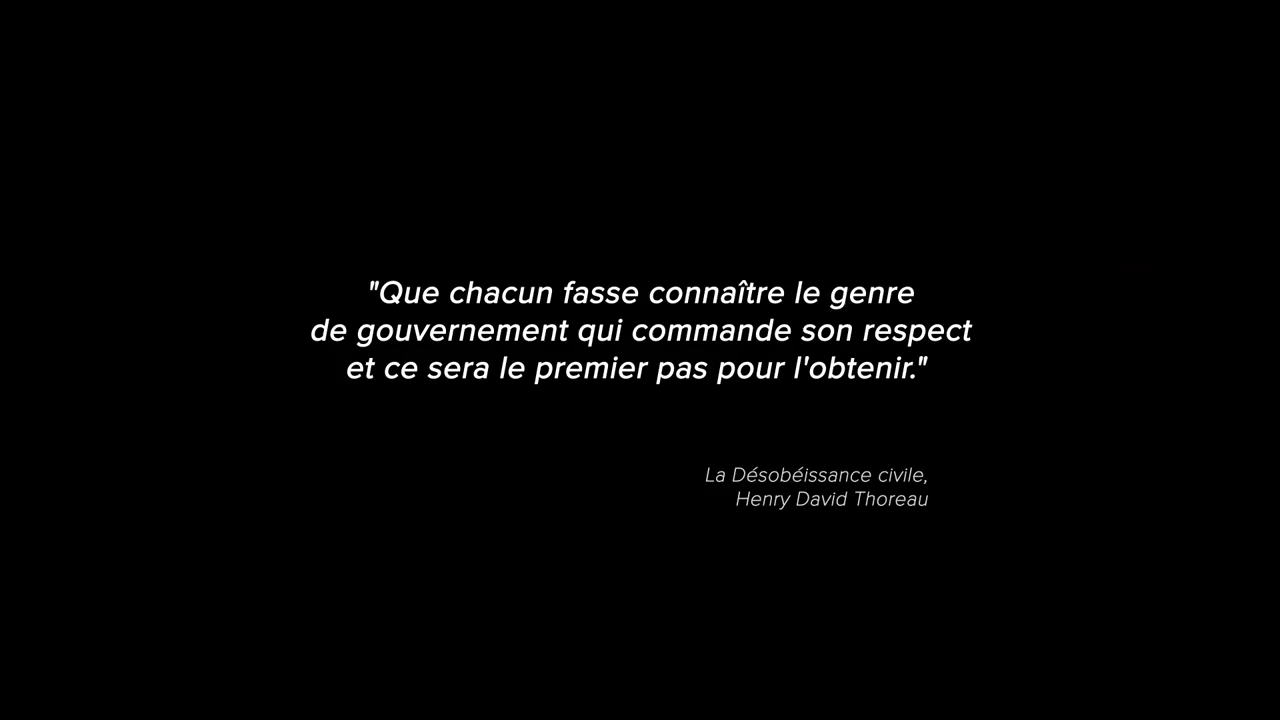 "Que chacun fasse connaître le genre
de gouvernement qui commande son respect
et ce sera le premier pas pour l'obtenir."
La Désobéissance civile,
Henry David Thoreau